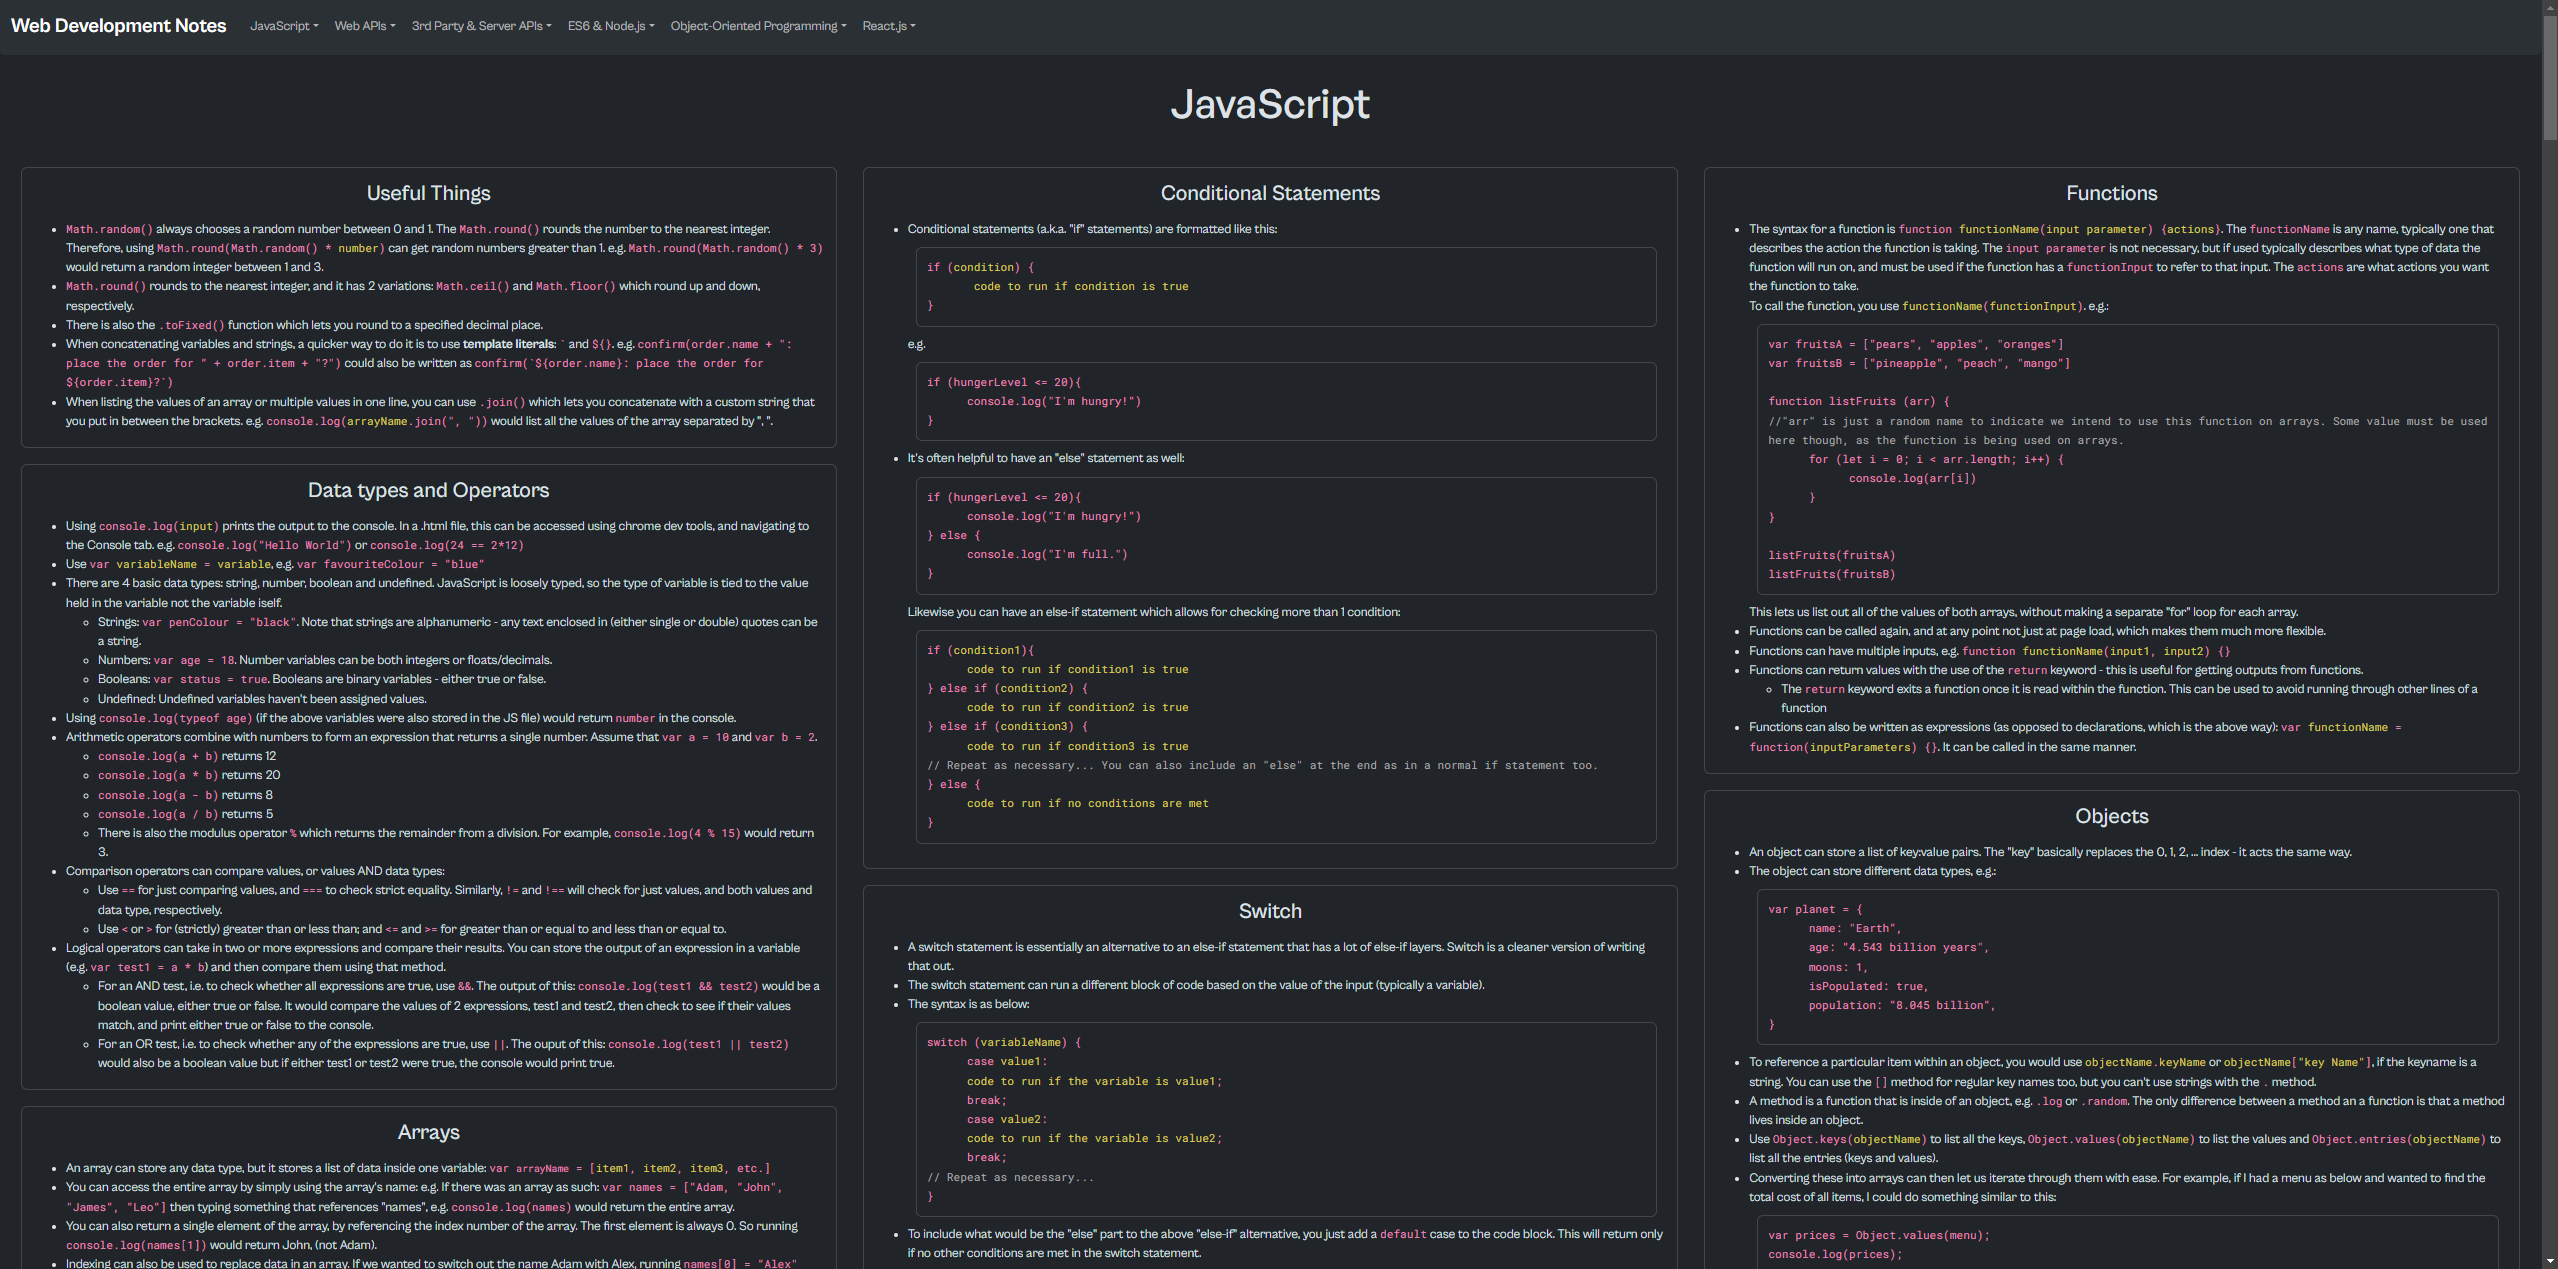 Web Development Notes
JavaScript
Web APIs
3rd Party & Server APIs
ES6 & Node.js
Object-Oriented Programming
React.js
JavaScript
Useful Things
Math.random() always chooses a random number between 0 and 1. The Math.round() rounds the number to the nearest integer.
Therefore, using Math.round(Math.random() * number) can get random numbers greater than 1. e.g. Math.round(Math.random() * 3)
would return a random integer between 1 and 3.
Math.round() rounds to the nearest integer, and it has 2 variations: Math.ceil() and Math.floor() which round up and down,
respectively.
There is also the .toFixed() function which lets you round to a specified decimal place.
When concatenating variables and strings, a quicker way to do it is to use template literals: ` and ${}. e.g. confirm(order.name + ":
place the order for " + order.item + "?") could also be written as confirm(`${order.name}: place the order for
${order.item}?`)
When listing the values of an array or multiple values in one line, you can use .join() which lets you concatenate with a custom string that
you put in between the brackets. e.g. console.log(arrayName.join(", ")) would list all the values of the array separated by ", ".
Data types and Operators
Using console.log(input) prints the output to the console. In a .html file, this can be accessed using chrome dev tools, and navigating to
the Console tab. e.g. console.log("Hello World") or console.log(24 == 2*12)
Use var variableName = variable, e.g. var favouriteColour = "blue"
There are 4 basic data types: string, number, boolean and undefined. JavaScript is loosely typed, so the type of variable is tied to the value
held in the variable not the variable iself.
Strings: var penColour = "black". Note that strings are alphanumeric - any text enclosed in (either single or double) quotes can be
a string.
Numbers: var age = 18. Number variables can be both integers or floats/decimals.
Booleans: var status = true. Booleans are binary variables - either true or false.
Undefined: Undefined variables haven't been assigned values.
Using console.log(typeof age) (if the above variables were also stored in the JS file) would return number in the console.
Arithmetic operators combine with numbers to form an expression that returns a single number. Assume that var a = 10 and var b = 2.
console.log(a + b) returns 12
console.log(a * b) returns 20
console.log(a - b) returns 8
console.log(a / b) returns 5
There is also the modulus operator % which returns the remainder from a division. For example, console.log(4 % 15) would return
3.
Comparison operators can compare values, or values AND data types:
Use == for just comparing values, and === to check strict equality. Similarly, != and !== will check for just values, and both values and
data type, respectively.
Use < or > for (strictly) greater than or less than; and <= and >= for greater than or equal to and less than or equal to.
Logical operators can take in two or more expressions and compare their results. You can store the output of an expression in a variable
(e.g. var test1 = a * b) and then compare them using that method.
For an AND test, i.e. to check whether all expressions are true, use &&. The output of this: console.log(test1 && test2) would be a
boolean value, either true or false. It would compare the values of 2 expressions, test1 and test2, then check to see if their values
match, and print either true or false to the console.
For an OR test, i.e. to check whether any of the expressions are true, use ||. The ouput of this: console.log(test1 || test2)
would also be a boolean value but if either test1 or test2 were true, the console would print true.
Arrays
An array can store any data type, but it stores a list of data inside one variable: var arrayName = [item1, item2, item3, etc.]
You can access the entire array by simply using the array's name: e.g. If there was an array as such: var names = ["Adam, "John",
"James", "Leo"] then typing something that references "names", e.g. console.log(names) would return the entire array.
You can also return a single element of the array, by referencing the index number of the array. The first element is always 0. So running
console.log(names[1]) would return John, (not Adam).
Indexing can also be used to replace data in an array. If we wanted to switch out the name Adam with Alex, running names[0] = "Alex"
Conditional Statements
Conditional statements (a.k.a. "if" statements) are formatted like this:
if (condition) {
code to run if condition is true
}
e.g.
if (hungerLevel <= 20){
console.log("I'm hungry!")
}
It's often helpful to have an "else" statement as well:
if (hungerLevel <= 20){
console.log("I'm hungry!")
} else {
console.log("I'm full.")
}
Likewise you can have an else-if statement which allows for checking more than 1 condition:
if (condition1){
code to run if condition1 is true
} else if (condition2) {
code to run if condition2 is true
} else if (condition3) {
code to run if condition3 is true
// Repeat as necessary... You can also include an "else" at the end as in a normal if statement too.
} else {
code to run if no conditions are met
}
Switch
A switch statement is essentially an alternative to an else-if statement that has a lot of else-if layers. Switch is a cleaner version of writing
that out.
The switch statement can run a different block of code based on the value of the input (typically a variable).
The syntax is as below:
switch (variableName) {
case value1:
code to run if the variable is value1;
break;
case value2:
code to run if the variable is value2;
break;
// Repeat as necessary...
}
To include what would be the "else" part to the above "else-if" alternative, you just add a default case to the code block. This will return only
if no other conditions are met in the switch statement.
Functions
The syntax for a function is function functionName(input parameter) {actions}. The functionName is any name, typically one that
describes the action the function is taking. The input parameter is not necessary, but if used typically describes what type of data the
function will run on, and must be used if the function has a functionInput to refer to that input. The actions are what actions you want
the function to take.
To call the function, you use functionName(functionInput). e.g.:
var fruitsA = ["pears", "apples", "oranges"]
var fruitsB = ["pineapple", "peach", "mango"]
function listFruits (arr) {
//"arr" is just a random name to indicate we intend to use this function on arrays. Some value must be used
here though, as the function is being used on arrays.
for (let i = 0; i < arr.length; i++) {
console.log(arr[i])
}
}
listFruits(fruitsA)
listFruits(fruitsB)
This lets us list out all of the values of both arrays, without making a separate "for" loop for each array.
Functions can be called again, and at any point not just at page load, which makes them much more flexible.
Functions can have multiple inputs, e.g. function functionName(input1, input2) {}
Functions can return values with the use of the return keyword - this is useful for getting outputs from functions.
The return keyword exits a function once it is read within the function. This can be used to avoid running through other lines of a
function
Functions can also be written as expressions (as opposed to declarations, which is the above way): var functionName =
function(inputParameters) {}. It can be called in the same manner.
Objects
An object can store a list of key:value pairs. The "key" basically replaces the 0, 1, 2, ... index - it acts the same way.
The object can store different data types, e.g.:
var planet = {
name: "Earth",
age: "4.543 billion years",
moons: 1,
isPopulated: true,
population: "8.045 billion",
}
To reference a particular item within an object, you would use objectName.keyName or objectName["key Name"], if the keyname is a
string. You can use the [] method for regular key names too, but you can't use strings with the . method.
A method is a function that is inside of an object, e.g. .log or .random. The only difference between a method an a function is that a method
lives inside an object.
Use Object.keys(objectName) to list all the keys, Object.values(objectName) to list the values and Object.entries(objectName) to
list all the entries (keys and values).
Converting these into arrays can then let us iterate through them with ease. For example, if I had a menu as below and wanted to find the
total cost of all items, I could do something similar to this:
var prices = Object.values(menu);
console.log(prices);